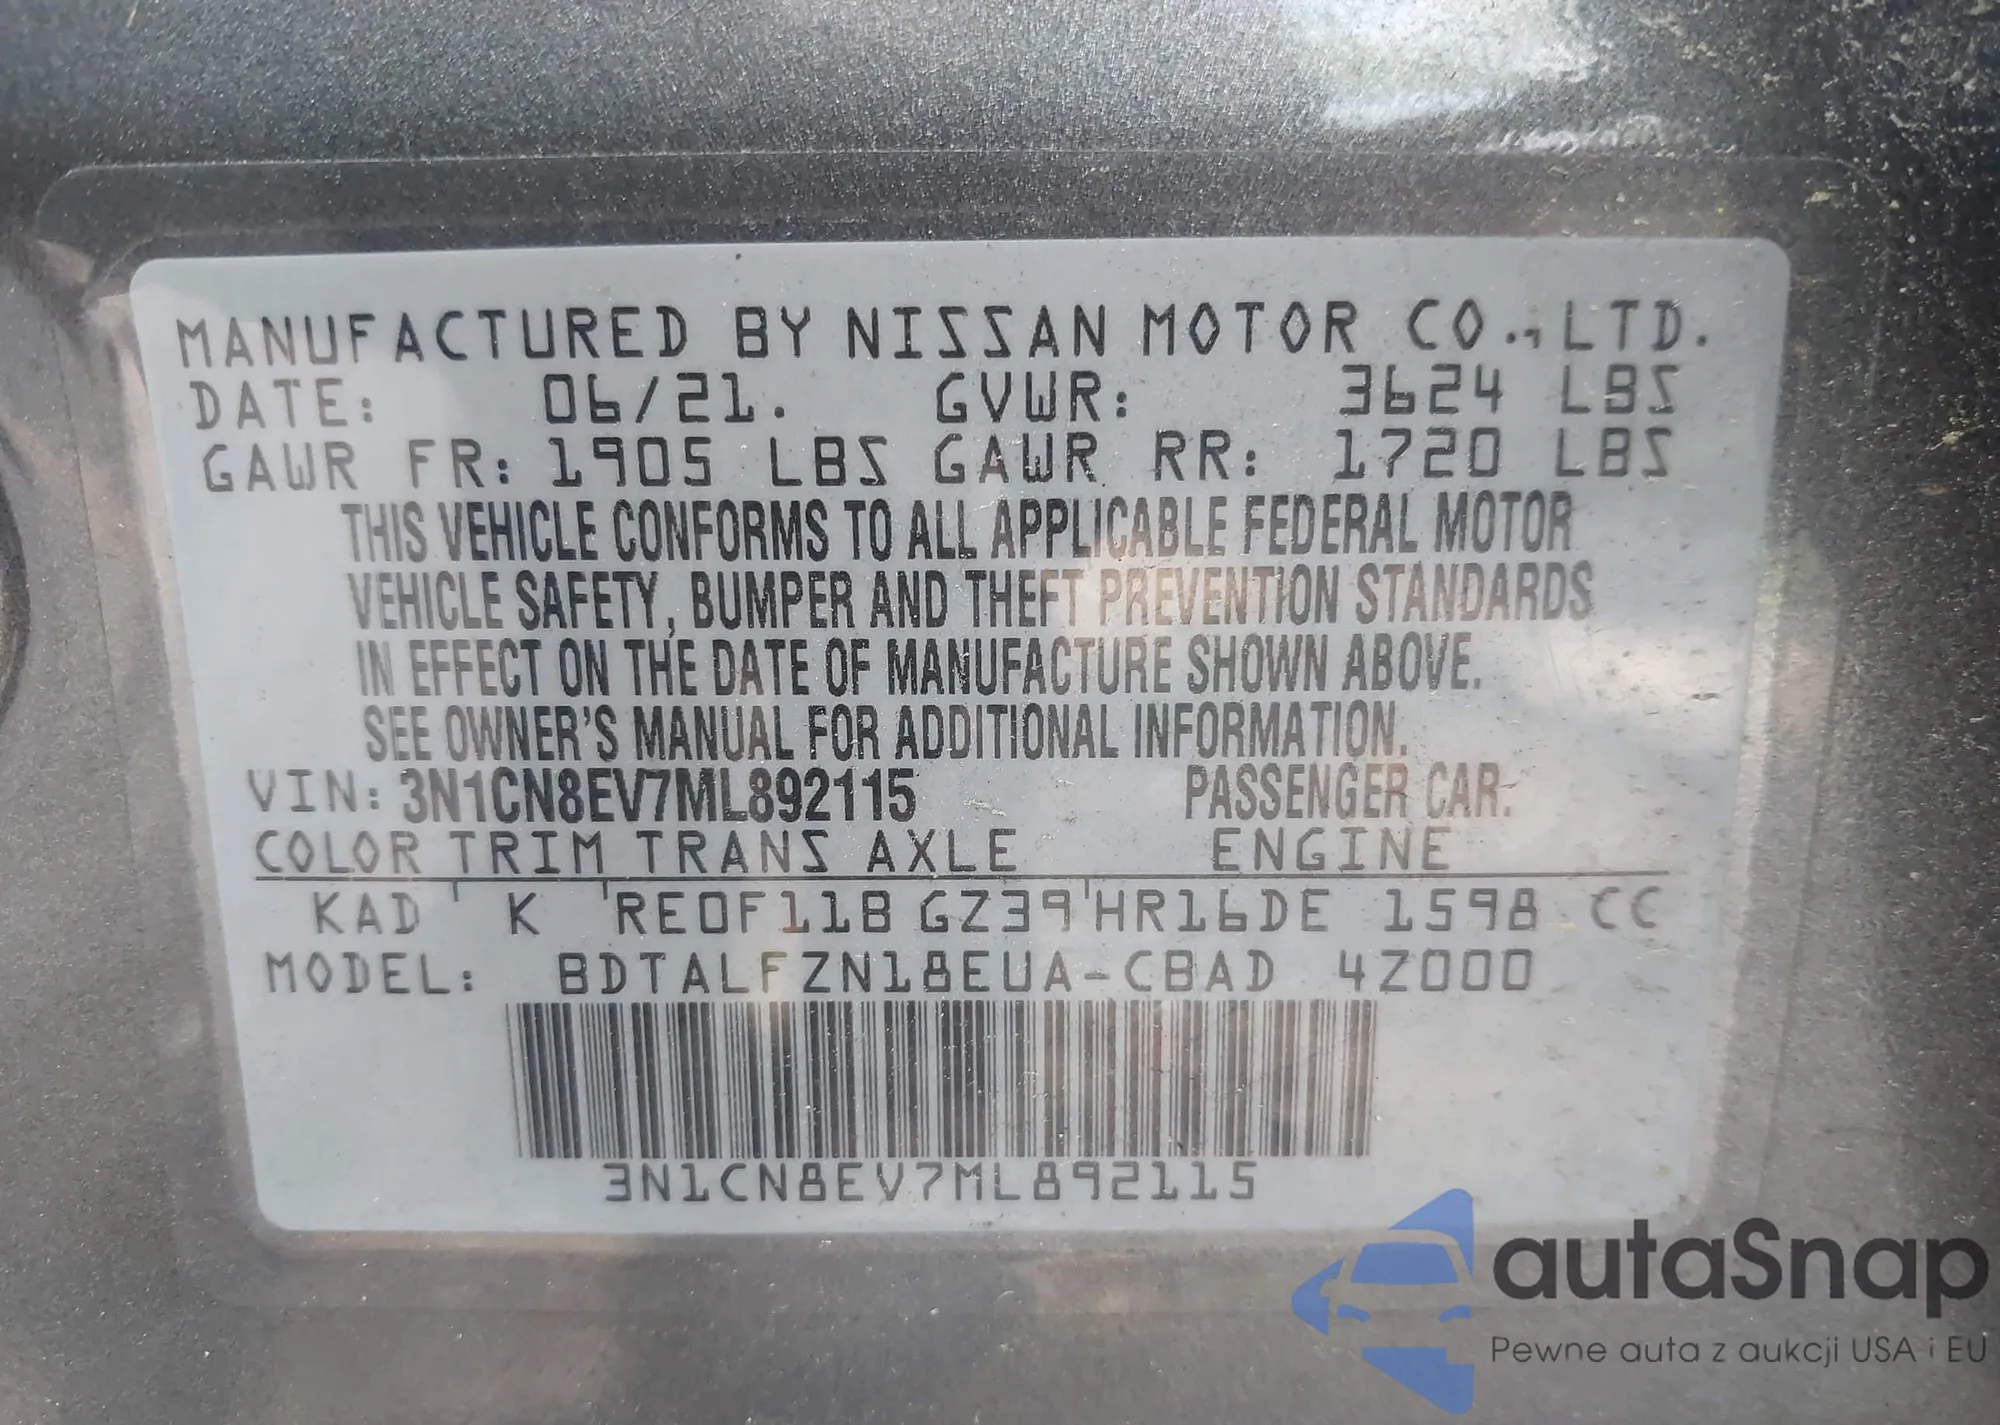 MANUFACTURED BY NISSAN MOTOR CO., LTD.
DATE: 06/21. GVWR: 3624 LBS
GAWR FR: 1905 LBS GAWR RR: 1720 LBS
THIS VEHICLE CONFORMS TO ALL APPLICABLE FEDERAL MOTOR
VEHICLE SAFETY, BUMPER AND THEFT PREVENTION STANDARDS
IN EFFECT ON THE DATE OF MANUFACTURE SHOWN ABOVE.
SEE OWNER'S MANUAL FOR ADDITIONAL INFORMATION.
VIN: 3N1CN8EV7ML892115 PASSENGER CAR.
COLOR TRIM TRANS AXLE ENGINE
KAD K RE0F11B GZ39 HR16DE 1598 CC
MODEL: BDTALFZN18EUA-CBAD 4Z000
3N1CN8EV7ML892115
autaSnap
Pewne auta z aukcji USA i EU